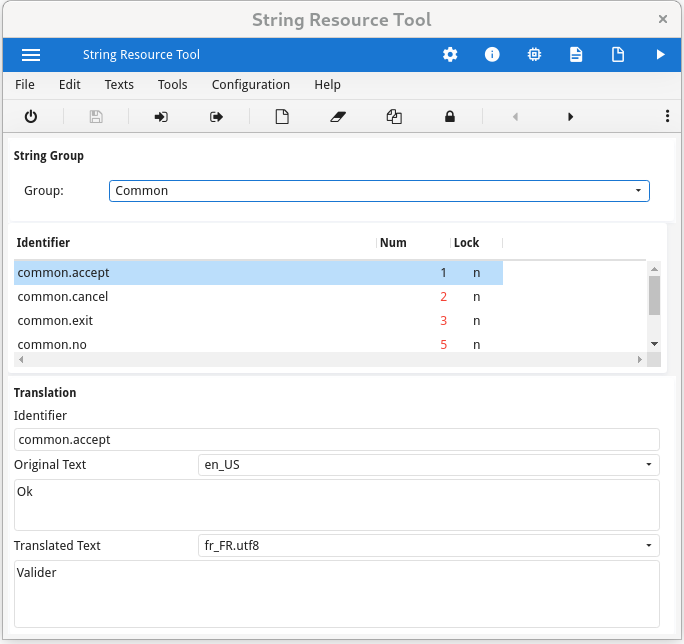 String Resource Tool
String Resource Tool
File Edit Texts Tools Configuration Help
String Group
Group: Common
Identifier Num Lock
common.accept 1 n
common.cancel 2 n
common.exit 3 n
common.no 5 n
Translation
Identifier
common.accept
Original Text en_US
Ok
Translated Text fr_FR.utf8
Valider